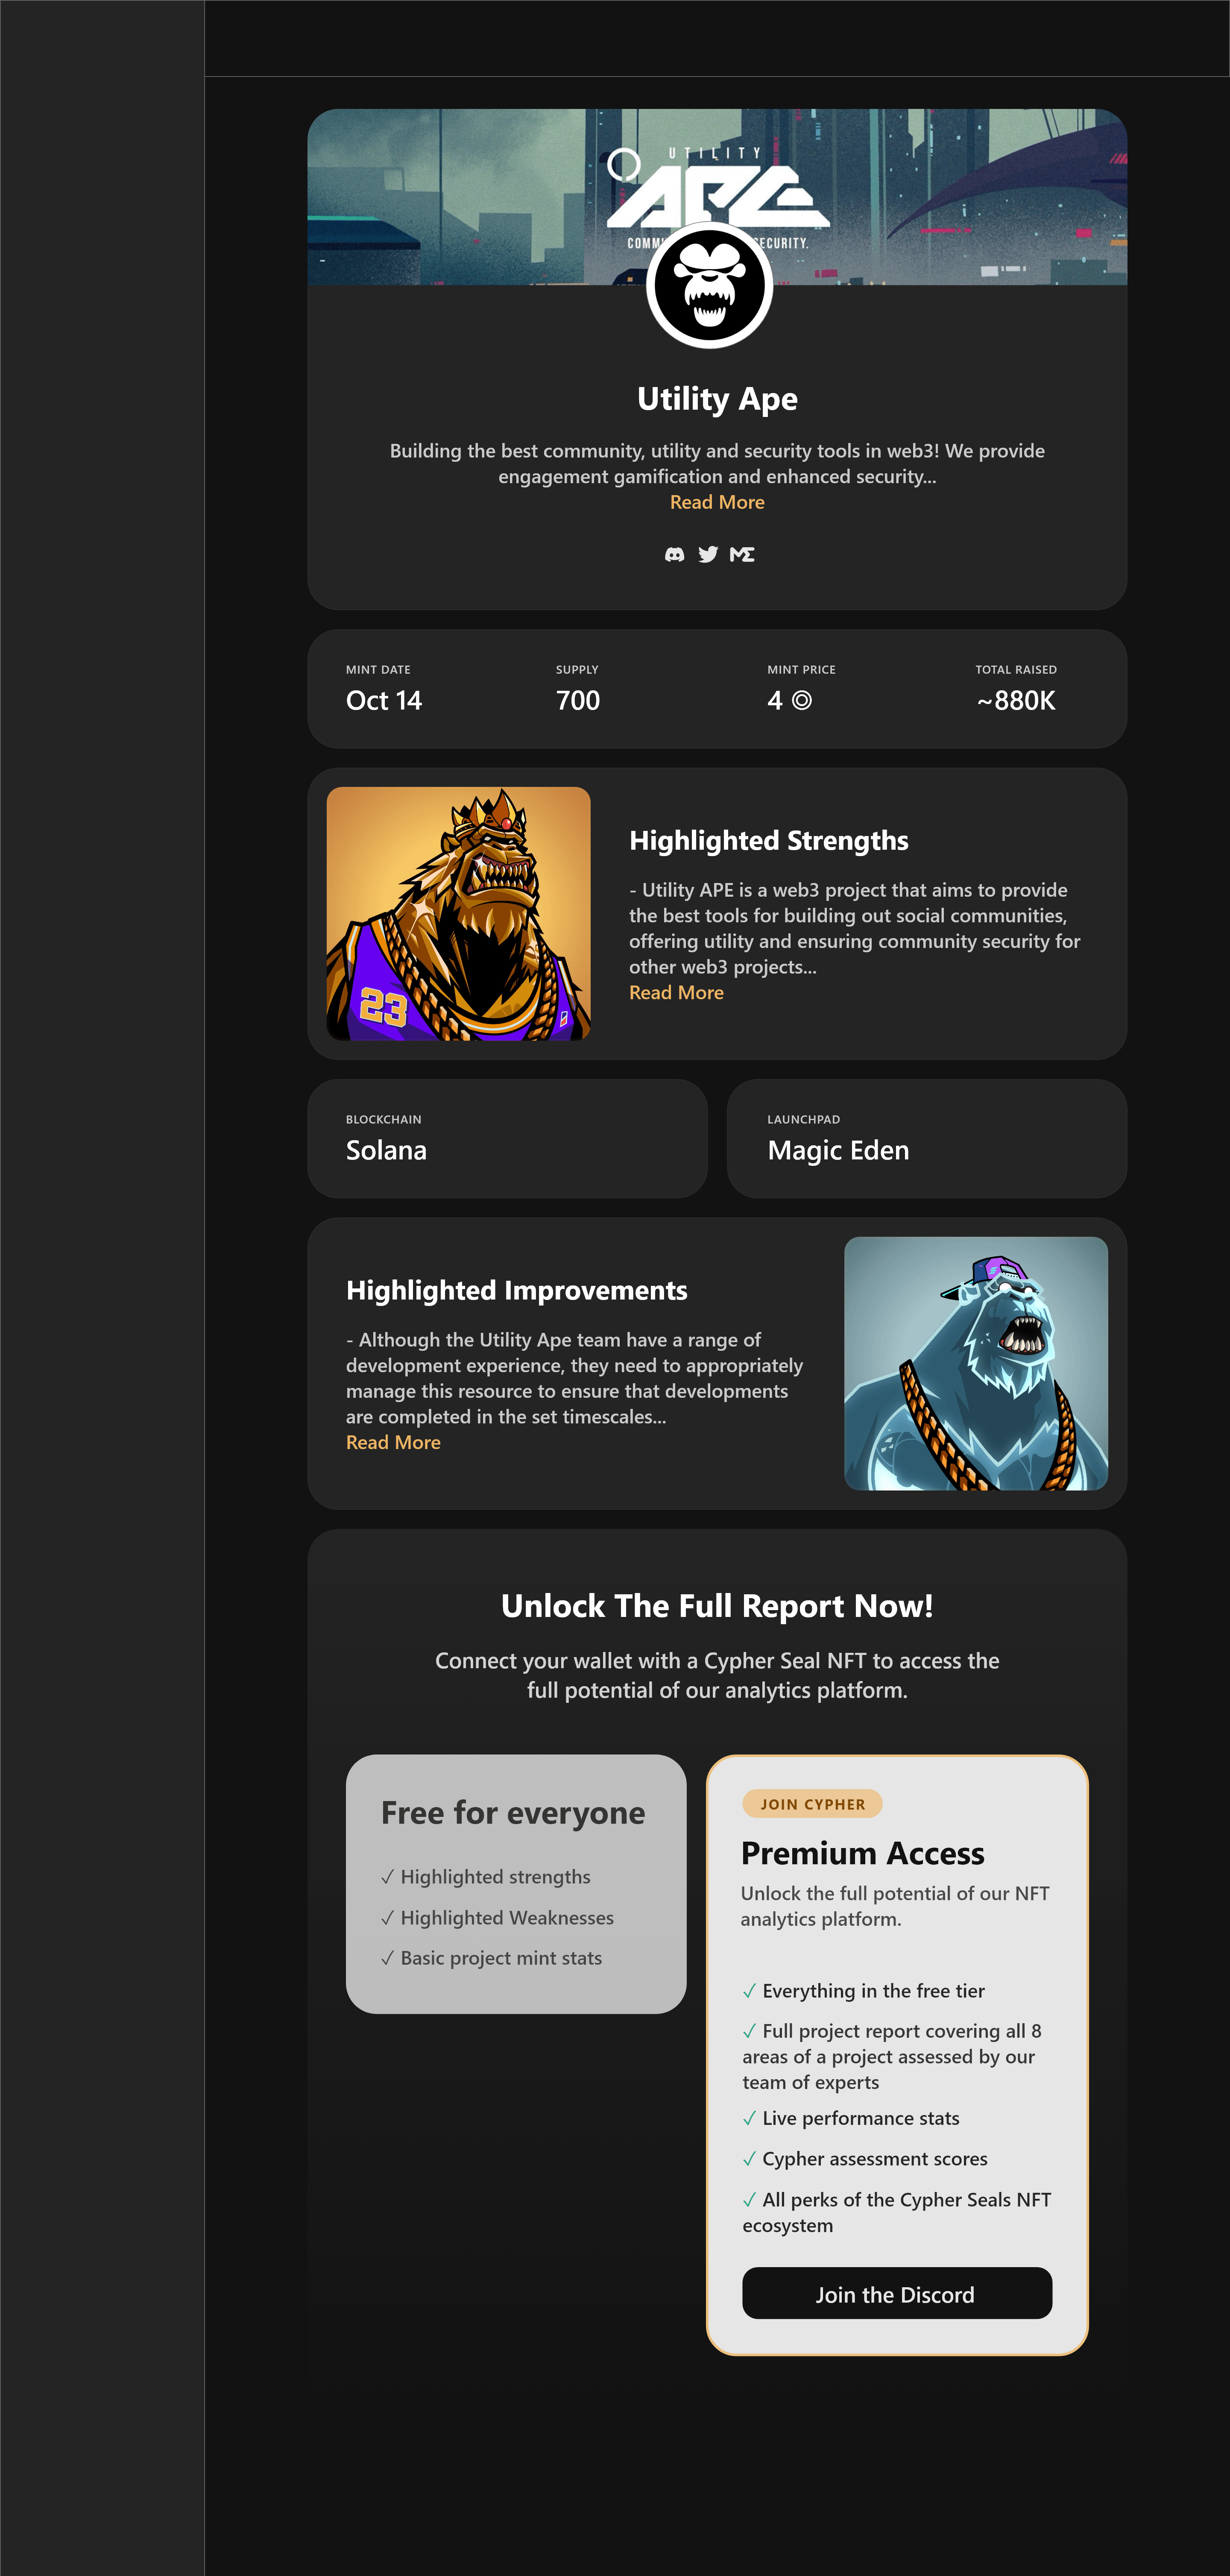 UTILITY
APE
SECURITY.
Utility Ape
Building the best community, utility and security tools in web3! We provide
engagement gamification and enhanced security...
Read More
MINT DATE
SUPPLY
MINT PRICE
TOTAL RAISED
Oct 14
700
4
~880K
23
Highlighted Strengths
- Utility APE is a web3 project that aims to provide
the best tools for building out social communities,
offering utility and ensuring community security for
other web3 projects...
Read More
BLOCKCHAIN
Solana
LAUNCHPAD
Magic Eden
Highlighted Improvements
- Although the Utility Ape team have a range of
development experience, they need to appropriately
manage this resource to ensure that developments
are completed in the set timescales...
Read More
Unlock The Full Report Now!
Connect your wallet with a Cypher Seal NFT to access the
full potential of our analytics platform.
Free for everyone
✓ Highlighted strengths
✓ Highlighted Weaknesses
✓ Basic project mint stats
JOIN CYPHER
Premium Access
Unlock the full potential of our NFT
analytics platform.
✓ Everything in the free tier
✓ Full project report covering all 8
areas of a project assessed by our
team of experts
✓ Live performance stats
✓ Cypher assessment scores
✓ All perks of the Cypher Seals NFT
ecosystem
Join the Discord